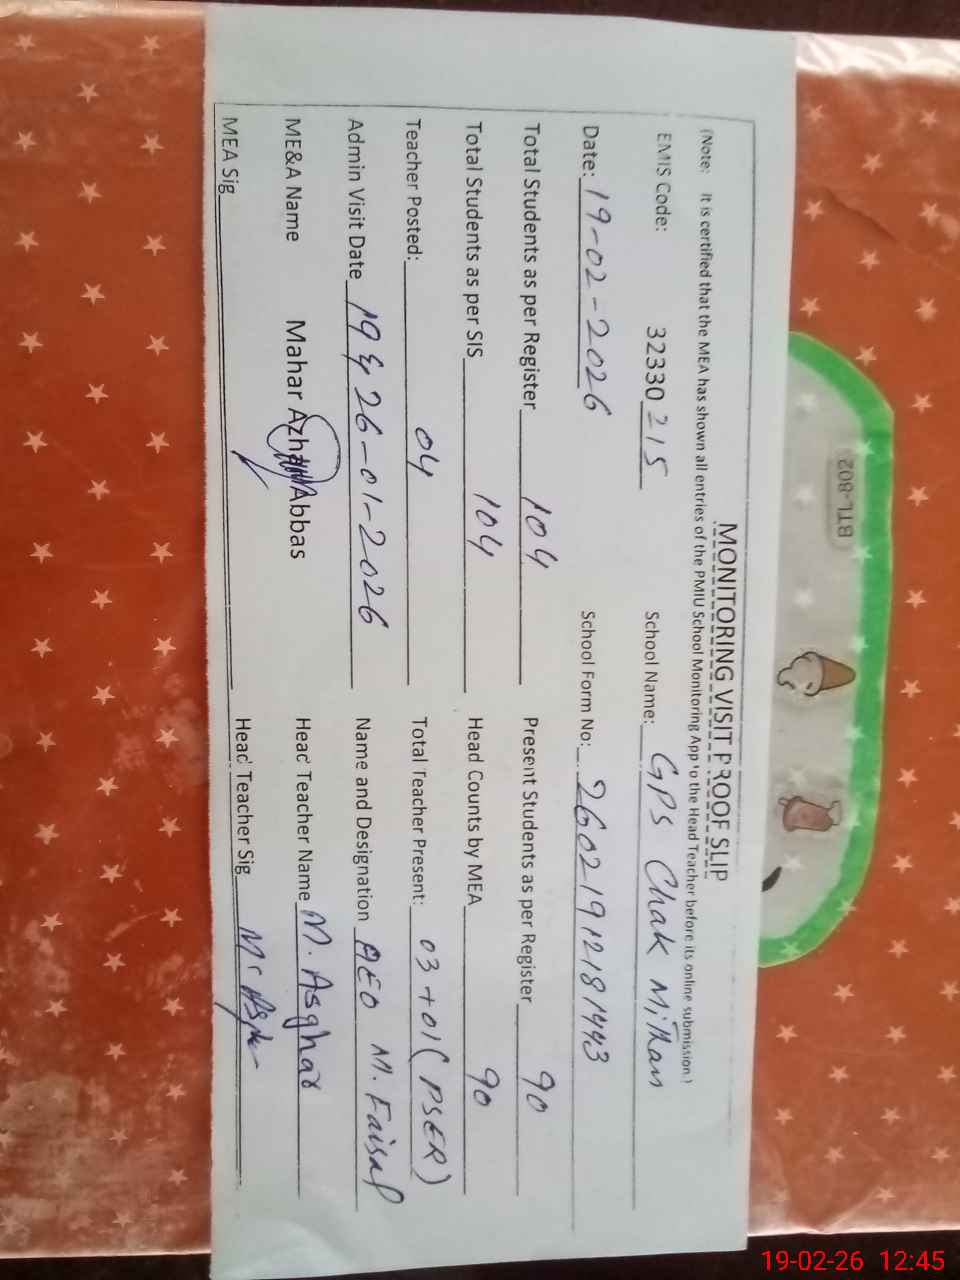 MONITORING VISIT PROOF SLIP
(Note: It is certified that the MEA has shown all entries of the PMIU School Monitoring App to the Head Teacher before its online submission.)
EMIS Code: 32330215 School Name: GPS Chak Mithan
Date: 19-02-2026 School Form No: 26021912181443
Total Students as per Register 104 Present Students as per Register 90
Total Students as per SIS 104 Head Counts by MEA 90
Teacher Posted: 04 Total Teacher Present: 03 + 01 (PSER)
Admin Visit Date 19 & 26-01-2026 Name and Designation AEO M. Faisal
ME&A Name Mahar Azhar Abbas Head Teacher Name M. Asghar
MEA Sig Head Teacher Sig
BTL-802
19-02-26 12:45